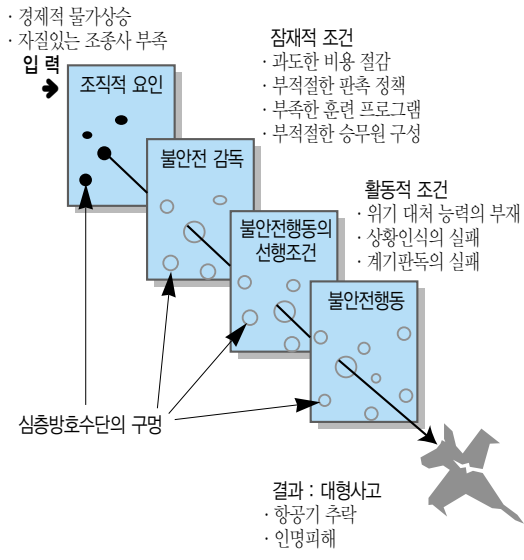 · 경제적 물가상승
· 자질있는 조종사 부족
입 력
조직적 요인
잠재적 조건
· 과도한 비용 절감
· 부적절한 판촉 정책
· 부족한 훈련 프로그램
· 부적절한 승무원 구성
불안전 감독
활동적 조건
· 위기 대처 능력의 부재
· 상황인식의 실패
· 계기판독의 실패
불안전행동의
선행조건
불안전행동
심층방호수단의 구멍
결과 : 대형사고
· 항공기 추락
· 인명피해